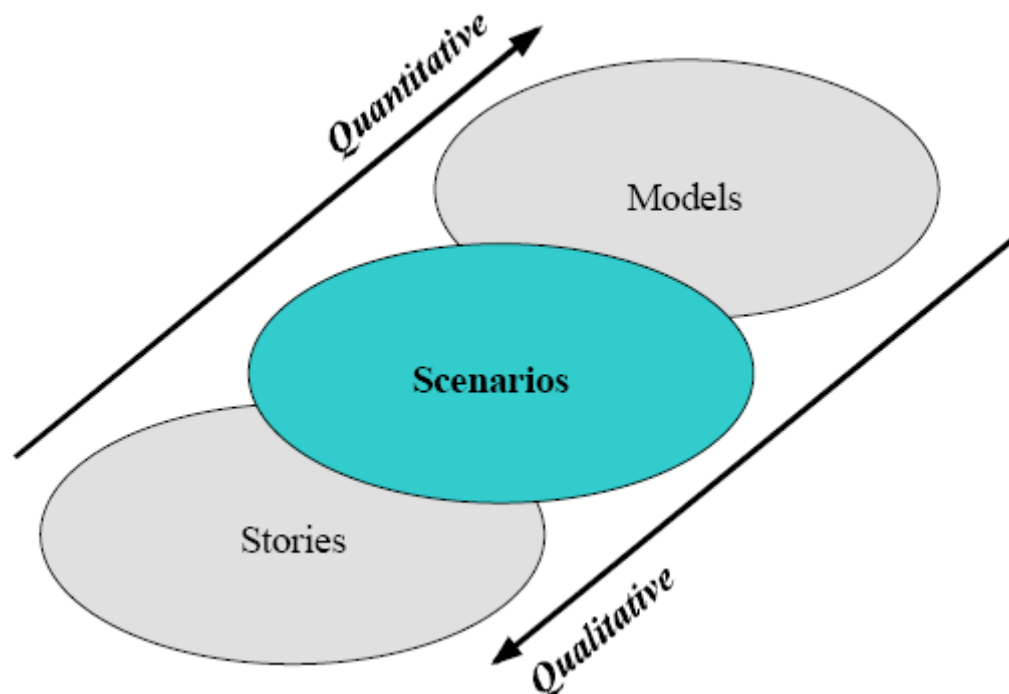 Quantitative
Models
Scenarios
Stories
Qualitative